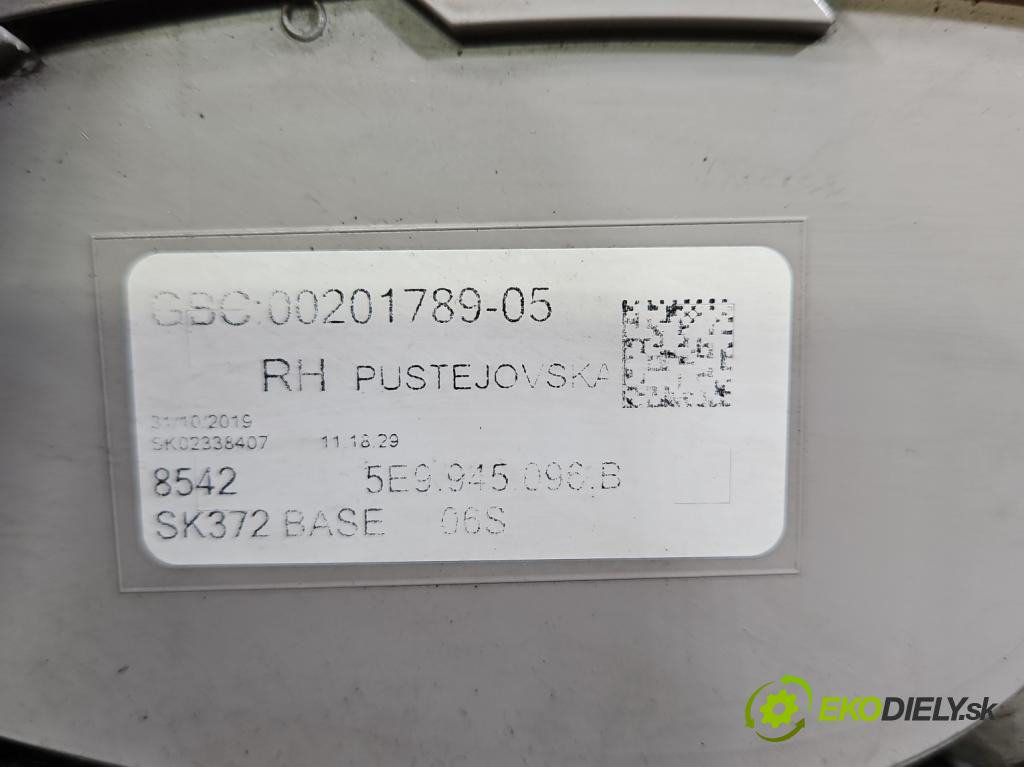 GBC:00201789-05
RH PUSTEJOVSKA
31/10/2019
SK02338407 11.18.29
8542 5E9.945.096.B
SK372 BASE 06S
EKODIELY.sk